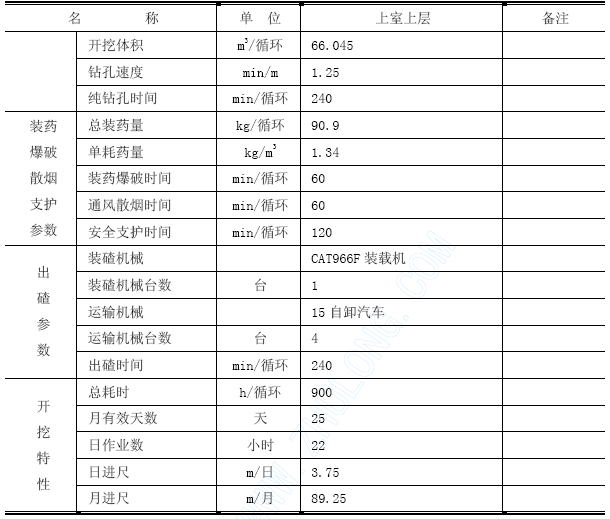 名 称 单 位 上室上层 备注
开挖体积 m³/循环 66.045
钻孔速度 min/m 1.25
纯钻孔时间 min/循环 240
装药爆破散烟支护参数
总装药量 kg/循环 90.9
单耗药量 kg/m³ 1.34
装药爆破时间 min/循环 60
通风散烟时间 min/循环 60
安全支护时间 min/循环 120
出碴参数
装碴机械 CAT966F 装载机
装碴机械台数 台 1
运输机械 15 自卸汽车
运输机械台数 台 4
出碴时间 min/循环 240
开挖特性
总耗时 h/循环 900
月有效天数 天 25
日作业数 小时 22
日进尺 m/日 3.75
月进尺 m/月 89.25
WWW.ZHULONG.COM